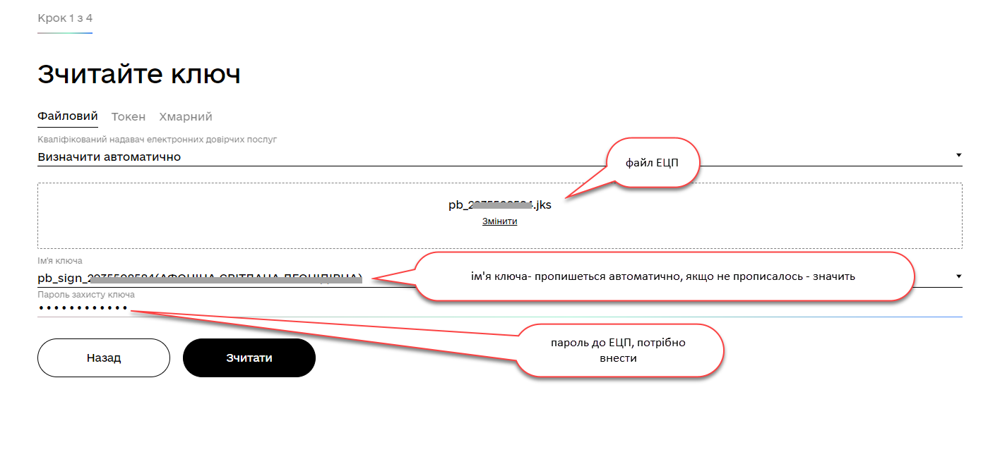 Крок 1 з 4
Зчитайте ключ
Файловий Токен Хмарний
Кваліфікований надавач електронних довірчих послуг
Визначити автоматично
файл ЕЦП
pb_ .jks
Змінити
Ім'я ключа
pb_sign_
ім'я ключа- пропишеться автоматично, якщо не прописалось - значить
Пароль захисту ключа
••••••••••••
пароль до ЕЦП, потрібно
внести
Назад Зчитати